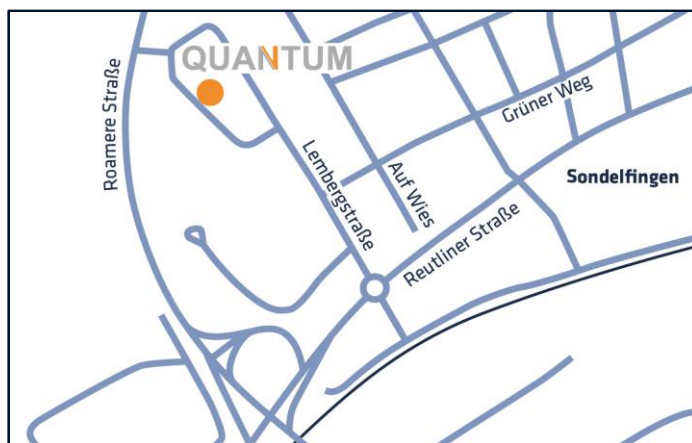 QUANTUM
Roamere Straße
Grüner Weg
Lembergstraße
Auf Wies
Sondelfingen
Reutliner Straße